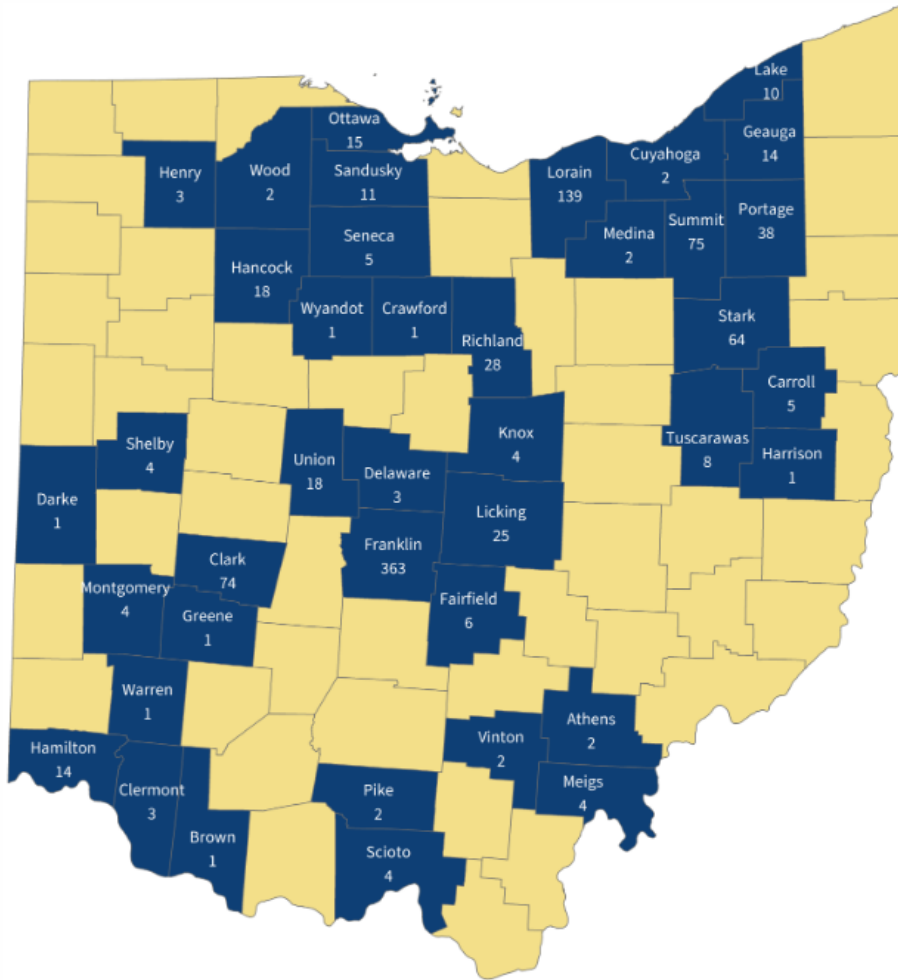 Lake
10
Ottawa
15
Geauga
14
Cuyahoga
2
Henry
3
Wood
2
Sandusky
11
Lorain
139
Medina
2
Summit
75
Portage
38
Seneca
5
Hancock
18
Wyandot
1
Crawford
1
Richland
28
Stark
64
Carroll
5
Shelby
4
Union
18
Delaware
3
Knox
4
Tuscarawas
8
Harrison
1
Darke
1
Licking
25
Franklin
363
Clark
74
Montgomery
4
Greene
1
Fairfield
6
Warren
1
Athens
2
Vinton
2
Hamilton
14
Clermont
3
Pike
2
Meigs
4
Brown
1
Scioto
4